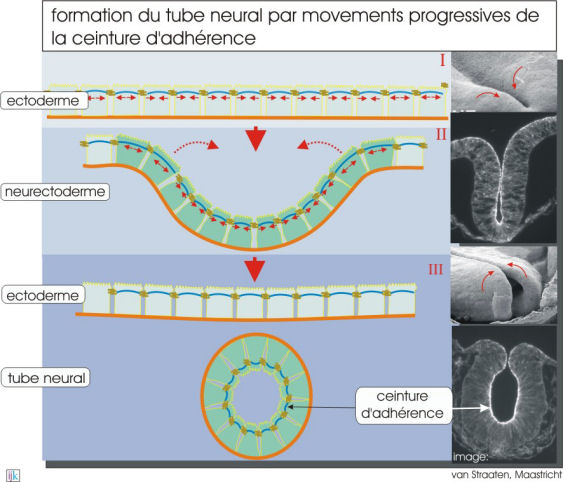 formation du tube neural par movements progressives de
la ceinture d'adhérence
I
ectoderme
II
neurectoderme
III
ectoderme
tube neural
ceinture
d'adhérence
image:
van Straaten, Maastricht
ijk